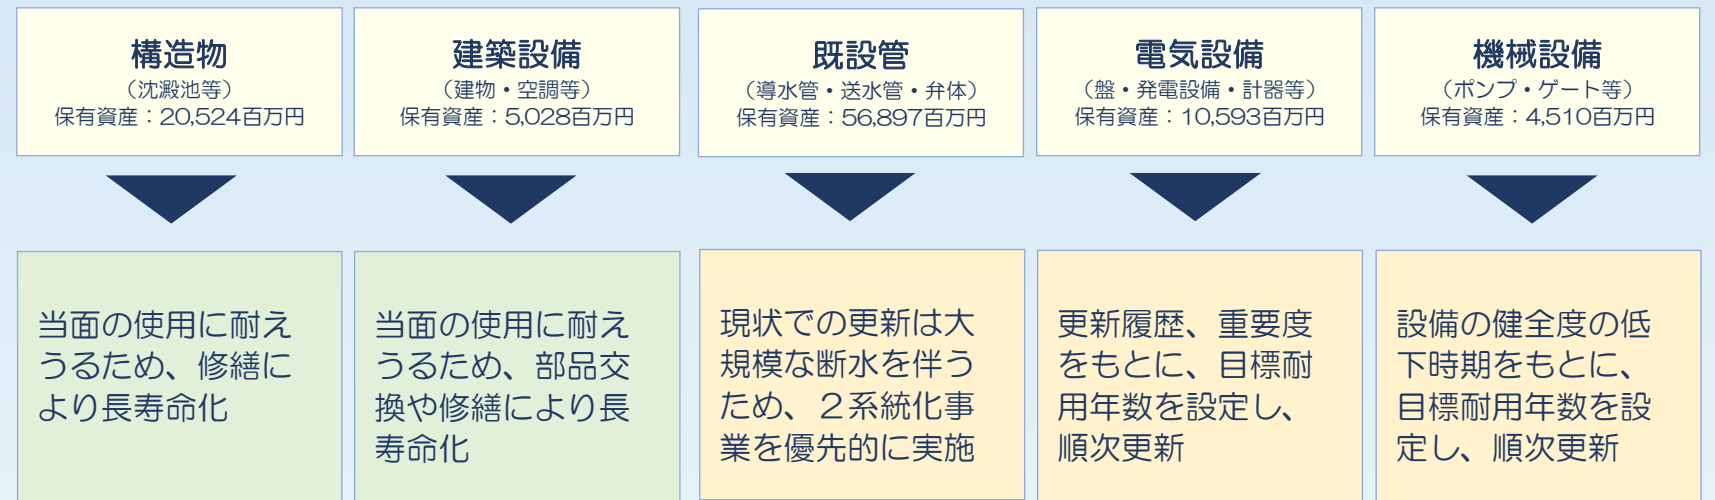 構造物
（沈澱池等）
保有資産：20,524百万円
建築設備
（建物・空調等）
保有資産：5,028百万円
既設管
（導水管・送水管・弁体）
保有資産：56,897百万円
電気設備
（盤・発電設備・計器等）
保有資産：10,593百万円
機械設備
（ポンプ・ゲート等）
保有資産：4,510百万円
当面の使用に耐え
うるため、修繕に
より長寿命化
当面の使用に耐え
うるため、部品交
換や修繕により長
寿命化
現状での更新は大
規模な断水を伴う
ため、２系統化事
業を優先的に実施
更新履歴、重要度
をもとに、目標耐
用年数を設定し、
順次更新
設備の健全度の低
下時期をもとに、
目標耐用年数を設
定し、順次更新